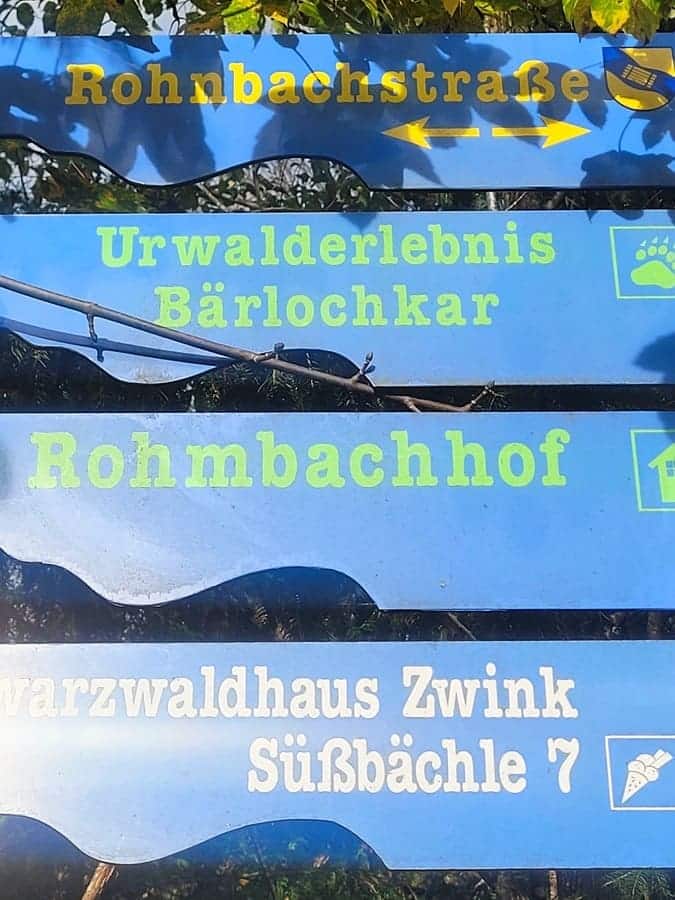 Rohnbachstraße
Urwalderlebnis
Bärlochkar
Rohmbachhof
warzwaldhaus Zwink
Süßbächle 7